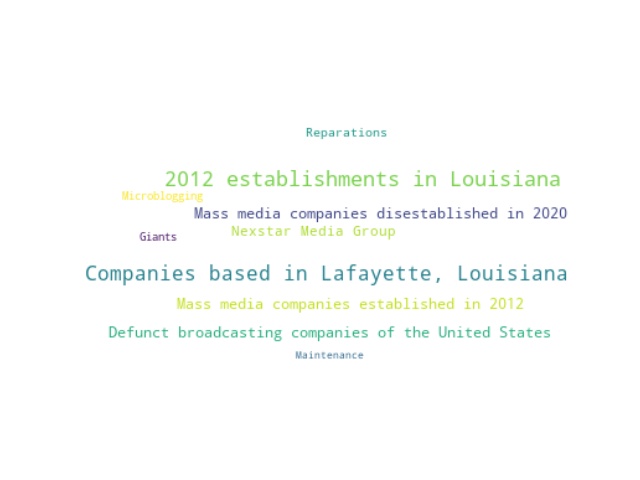 Reparations
2012 establishments in Louisiana
Microblogging
Mass media companies disestablished in 2020
Nexstar Media Group
Giants
Companies based in Lafayette, Louisiana
Mass media companies established in 2012
Defunct broadcasting companies of the United States
Maintenance